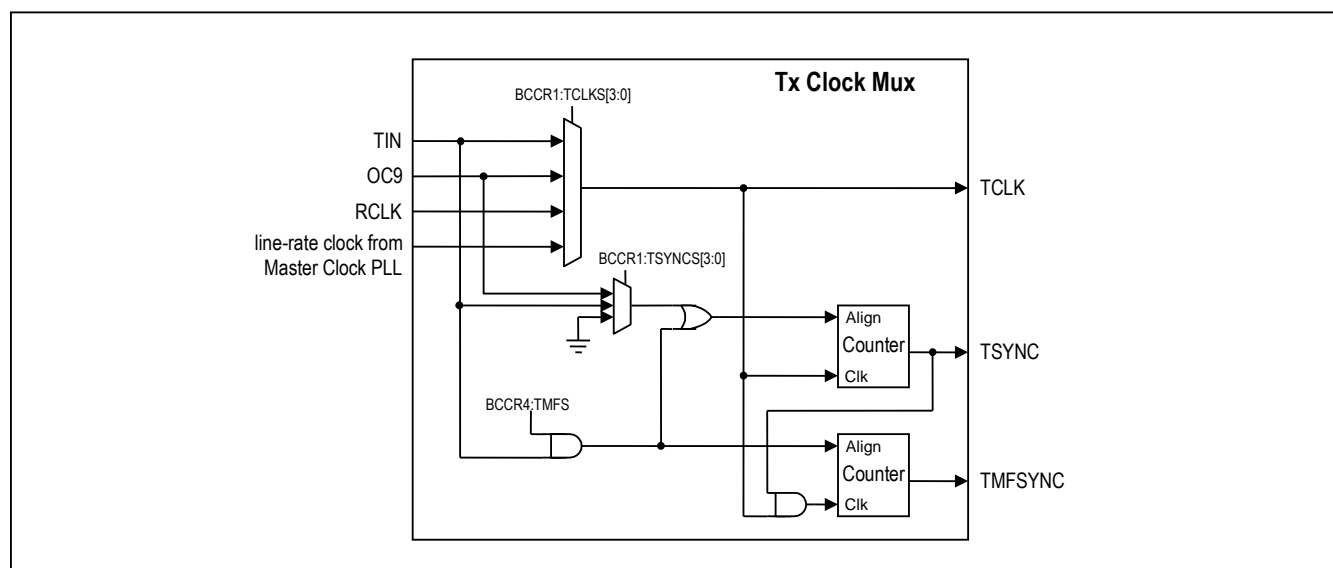 Tx Clock Mux
BCCR1:TCLKS[3:0]
TIN
OC9
RCLK
line-rate clock from
Master Clock PLL
TCLK
BCCR1:TSYNCS[3:0]
Align
Counter
Clk
TSYNC
BCCR4:TMFS
Align
Counter
Clk
TMFSYNC